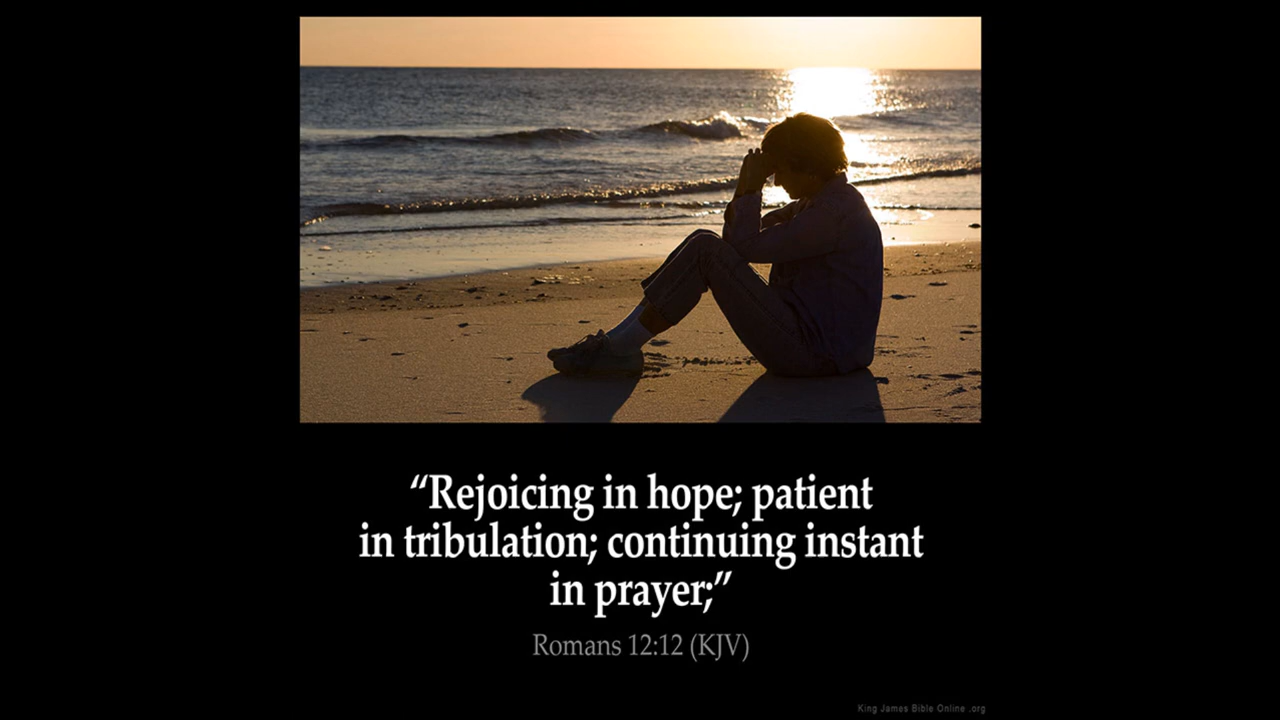 “Rejoicing in hope; patient
in tribulation; continuing instant
in prayer;”
Romans 12:12 (KJV)
King James Bible Online .org